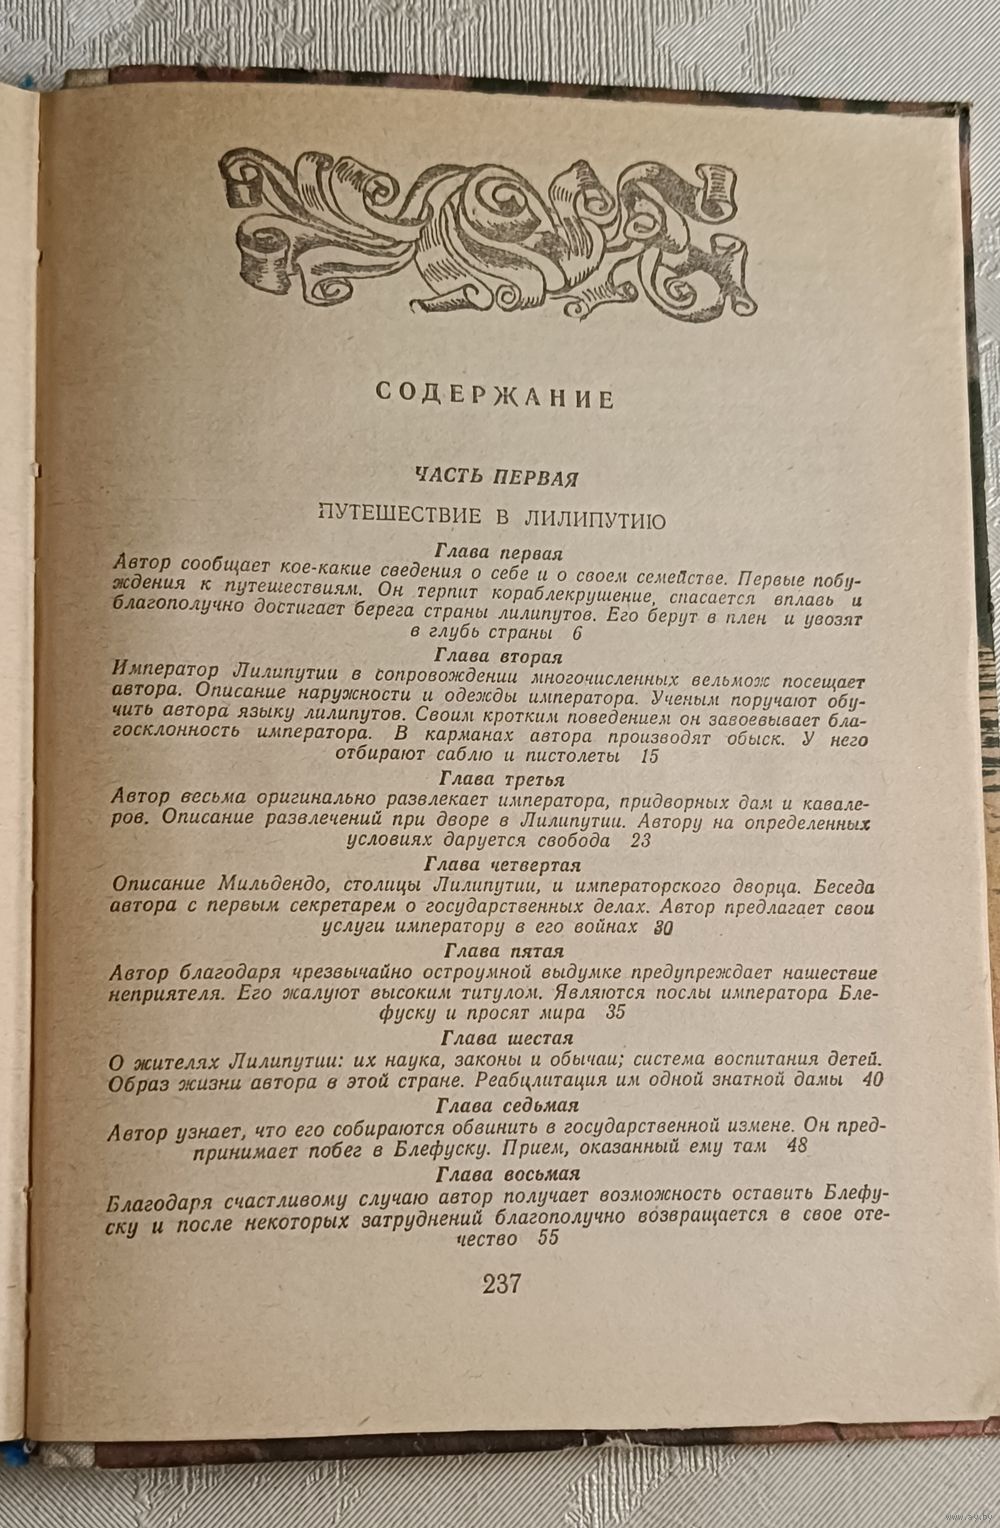 СОДЕРЖАНИЕ
ЧАСТЬ ПЕРВАЯ
ПУТЕШЕСТВИЕ В ЛИЛИПУТИЮ
Глава первая
Автор сообщает кое-какие сведения о себе и о своем семействе. Первые побу-
ждения к путешествиям. Он терпит кораблекрушение, спасается вплавь и
благополучно достигает берега страны лилипутов. Его берут в плен и увозят
в глубь страны 6
Глава вторая
Император Лилипутии в сопровождении многочисленных вельмож посещает
автора. Описание наружности и одежды императора. Ученым поручают обу-
чить автора языку лилипутов. Своим кротким поведением он завоевывает бла-
госклонность императора. В карманах автора производят обыск. У него
отбирают саблю и пистолеты 15
Глава третья
Автор весьма оригинально развлекает императора, придворных дам и кавале-
ров. Описание развлечений при дворе в Лилипутии. Автору на определенных
условиях даруется свобода 23
Глава четвертая
Описание Мильдендо, столицы Лилипутии, и императорского дворца. Беседа
автора с первым секретарем о государственных делах. Автор предлагает свои
услуги императору в его войнах 30
Глава пятая
Автор благодаря чрезвычайно остроумной выдумке предупреждает нашествие
неприятеля. Его жалуют высоким титулом. Являются послы императора Бле-
фуску и просят мира 35
Глава шестая
О жителях Лилипутии: их наука, законы и обычаи; система воспитания детей.
Образ жизни автора в этой стране. Реабилитация им одной знатной дамы 40
Глава седьмая
Автор узнает, что его собираются обвинить в государственной измене. Он пред-
принимает побег в Блефуску. Прием, оказанный ему там 48
Глава восьмая
Благодаря счастливому случаю автор получает возможность оставить Блефу-
ску и после некоторых затруднений благополучно возвращается в свое оте-
чество 55
237
www.ay.by